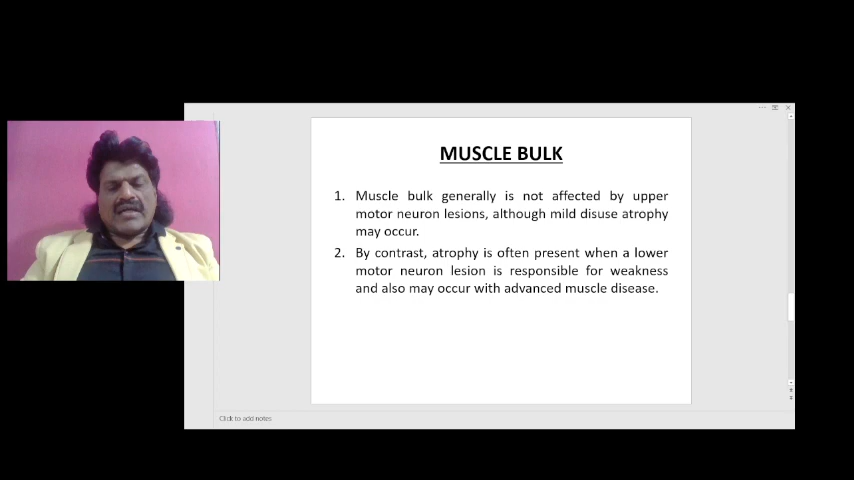 MUSCLE BULK
1. Muscle bulk generally is not affected by upper
motor neuron lesions, although mild disuse atrophy
may occur.
2. By contrast, atrophy is often present when a lower
motor neuron lesion is responsible for weakness
and also may occur with advanced muscle disease.
Click to add notes